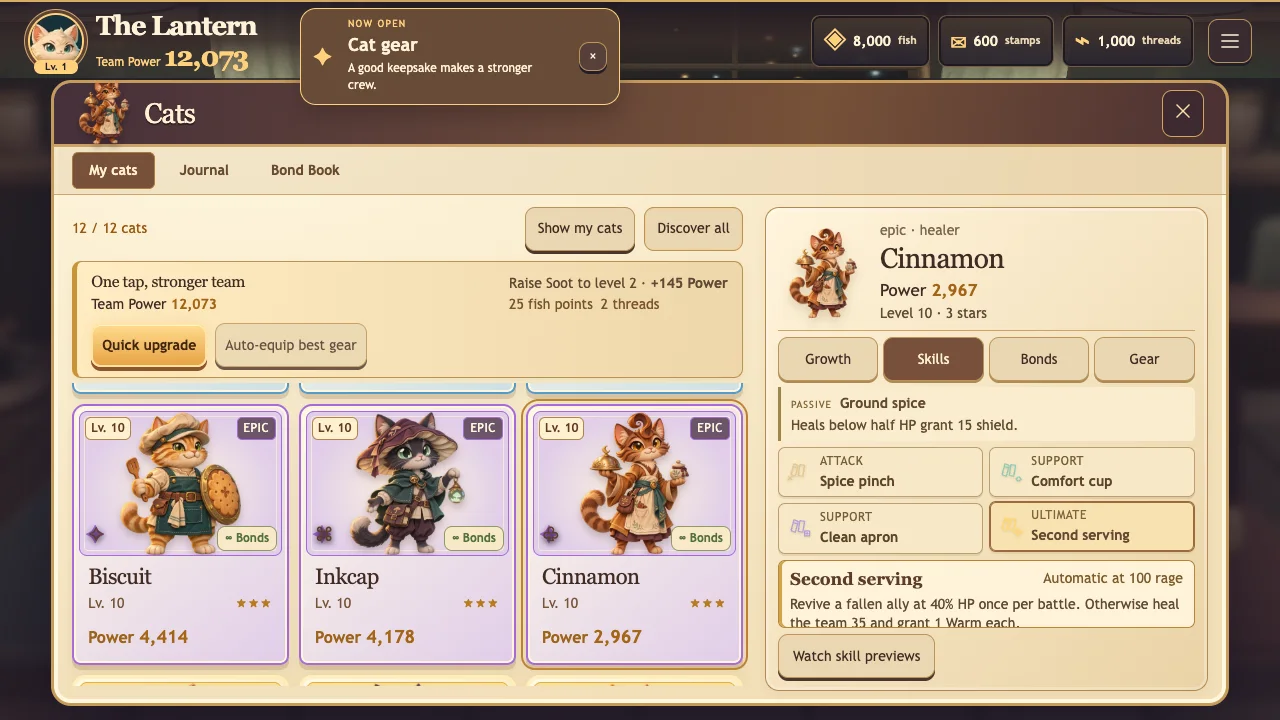 The Lantern
Team Power 12,073
Lv. 1
NOW OPEN
Cat gear
A good keepsake makes a stronger
crew.
×
8,000 fish
600 stamps
1,000 threads
Cats
My cats
Journal
Bond Book
12 / 12 cats
Show my cats
Discover all
One tap, stronger team
Team Power 12,073
Raise Soot to level 2 · +145 Power
25 fish points 2 threads
Quick upgrade
Auto-equip best gear
Lv. 10
EPIC
∞ Bonds
Biscuit
Lv. 10
★★★
Power 4,414
Lv. 10
EPIC
∞ Bonds
Inkcap
Lv. 10
★★★
Power 4,178
Lv. 10
EPIC
∞ Bonds
Cinnamon
Lv. 10
★★★
Power 2,967
epic · healer
Cinnamon
Power 2,967
Level 10 · 3 stars
Growth
Skills
Bonds
Gear
PASSIVE Ground spice
Heals below half HP grant 15 shield.
ATTACK
Spice pinch
SUPPORT
Comfort cup
SUPPORT
Clean apron
ULTIMATE
Second serving
Second serving
Automatic at 100 rage
Revive a fallen ally at 40% HP once per battle. Otherwise heal
the team 35 and grant 1 Warm each.
Watch skill previews